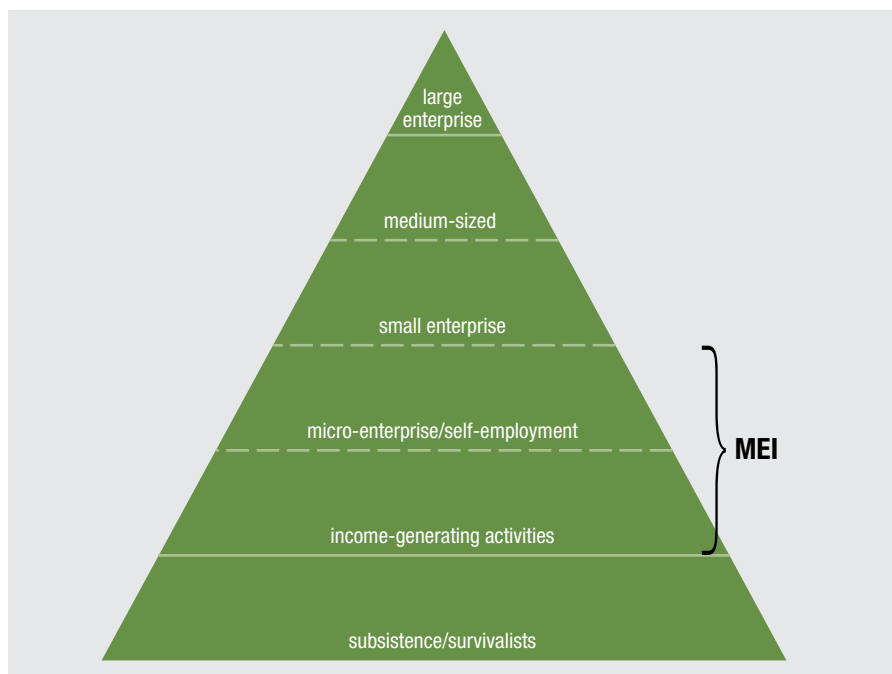 large
enterprise
medium-sized
small enterprise
micro-enterprise/self-employment
MEI
income-generating activities
subsistence/survivalists